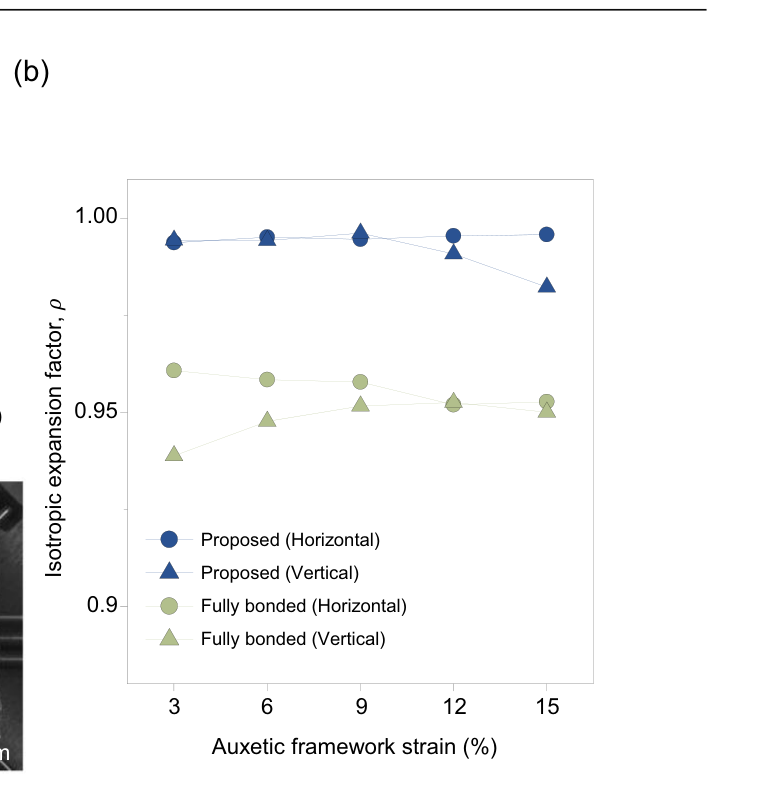 (b)
1.00
0.95
0.9
Isotropic expansion factor, ρ
Proposed (Horizontal)
Proposed (Vertical)
Fully bonded (Horizontal)
Fully bonded (Vertical)
3 6 9 12 15
Auxetic framework strain (%)